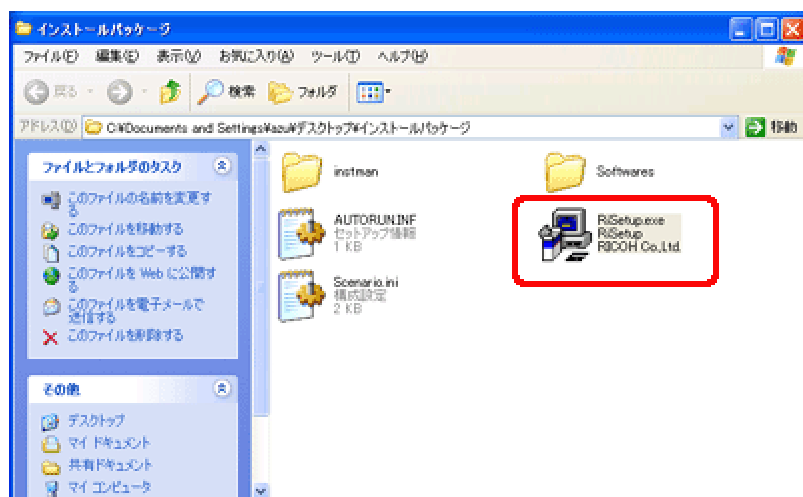 インストールパッケージ
ファイル(F) 編集(E) 表示(V) お気に入り(A) ツール(T) ヘルプ(H)
戻る 検索 フォルダ
アドレス(D) C:¥Documents and Settings¥azu¥デスクトップ¥インストールパッケージ 移動
ファイルとフォルダのタスク
このファイルの名前を変更す
る
このファイルを移動する
このファイルをコピーする
このファイルを Web に公開す
る
このファイルを電子メールで
送信する
このファイルを削除する
その他
デスクトップ
マイ ドキュメント
共有ドキュメント
マイ コンピュータ
instman
Softwares
AUTORUN.INF
セットアップ情報
1 KB
RiSetup.exe
RiSetup
RICOH Co.,Ltd.
Scenario.ini
構成設定
2 KB